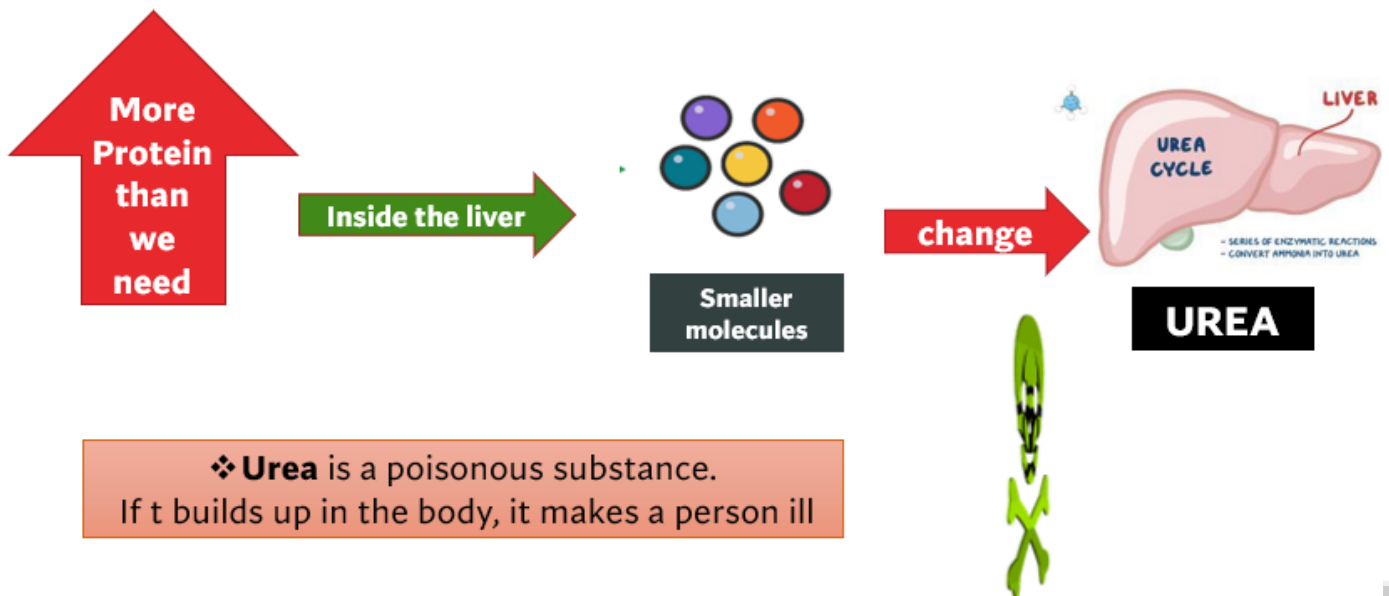 More
Protein
than
we
need
Inside the liver
Smaller
molecules
change
LIVER
UREA
CYCLE
- SERIES OF ENZYMATIC REACTIONS
- CONVERT AMMONIA INTO UREA
UREA
❖Urea is a poisonous substance.
If t builds up in the body, it makes a person ill